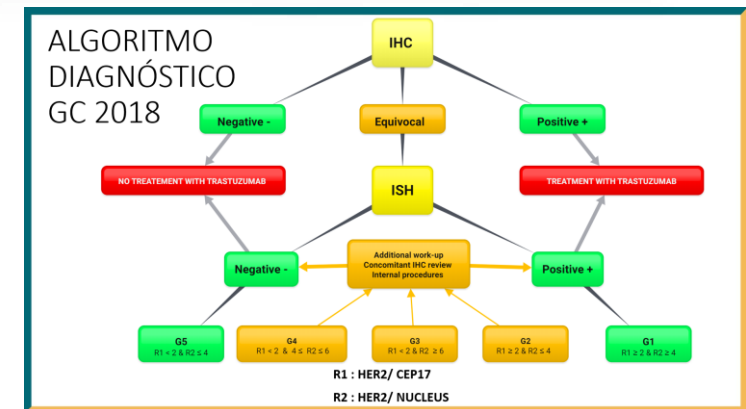 ALGORITMO
DIAGNÓSTICO
GC 2018
IHC
Negative -
Equivocal
Positive +
NO TREATEMENT WITH TRASTUZUMAB
ISH
TREATMENT WITH TRASTUZUMAB
Negative -
Additional work-up
Concomitant IHC review
Internal procedures
Positive +
G5
R1 < 2 & R2 ≤ 4
G4
R1 < 2 & 4 ≤ R2 ≤ 6
G3
R1 < 2 & R2 ≥ 6
G2
R1 ≥ 2 & R2 ≤ 4
G1
R1 ≥ 2 & R2 ≥ 4
R1 : HER2/ CEP17
R2 : HER2/ NUCLEUS